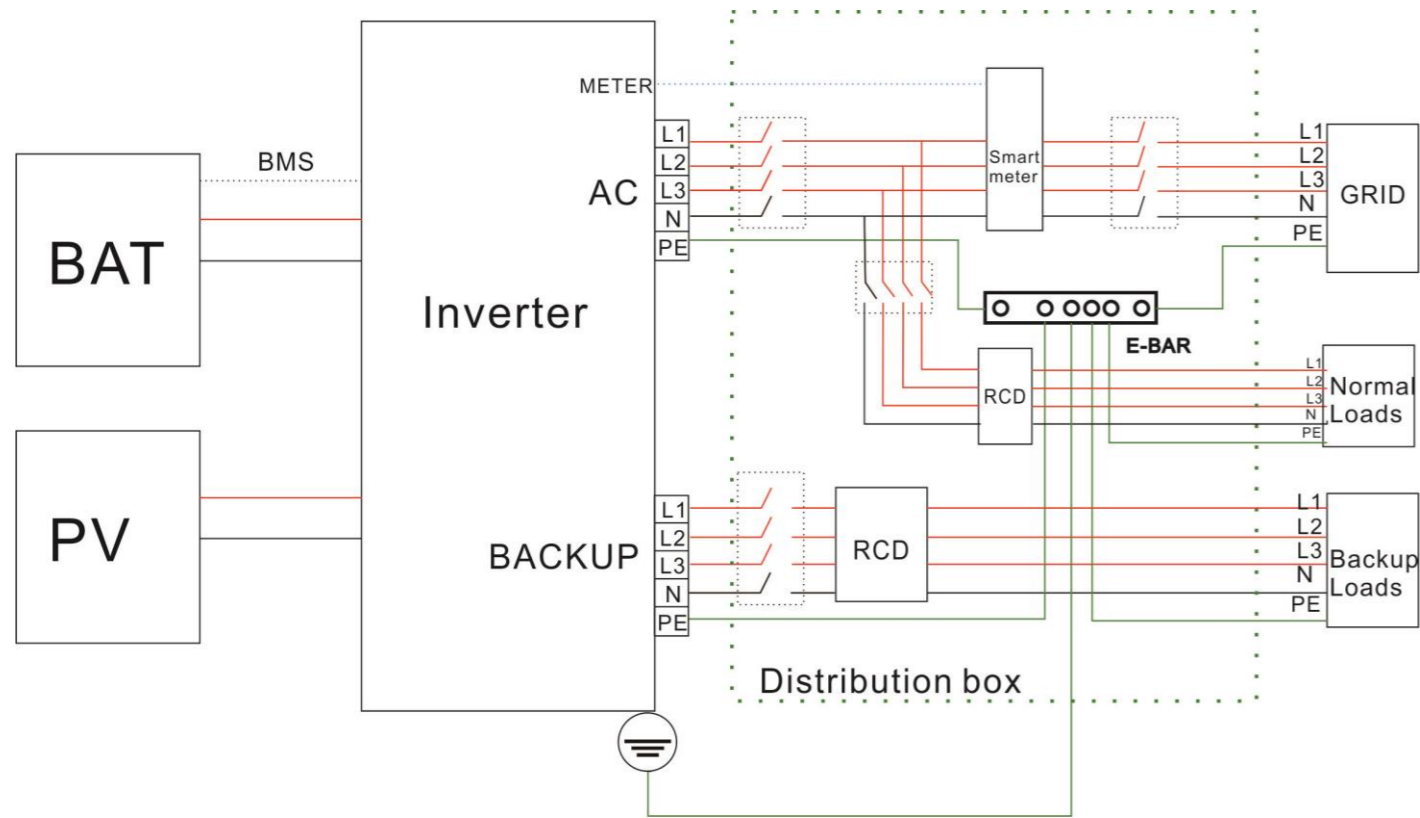 METER
L1
L2
L3
N
PE
AC
BMS
BAT
Inverter
Smart
meter
L1
L2
L3
N
PE
GRID
E-BAR
RCD
L1
L2
L3
N
PE
Normal
Loads
PV
BACKUP
L1
L2
L3
N
PE
RCD
L1
L2
L3
N
PE
Backup
Loads
Distribution box